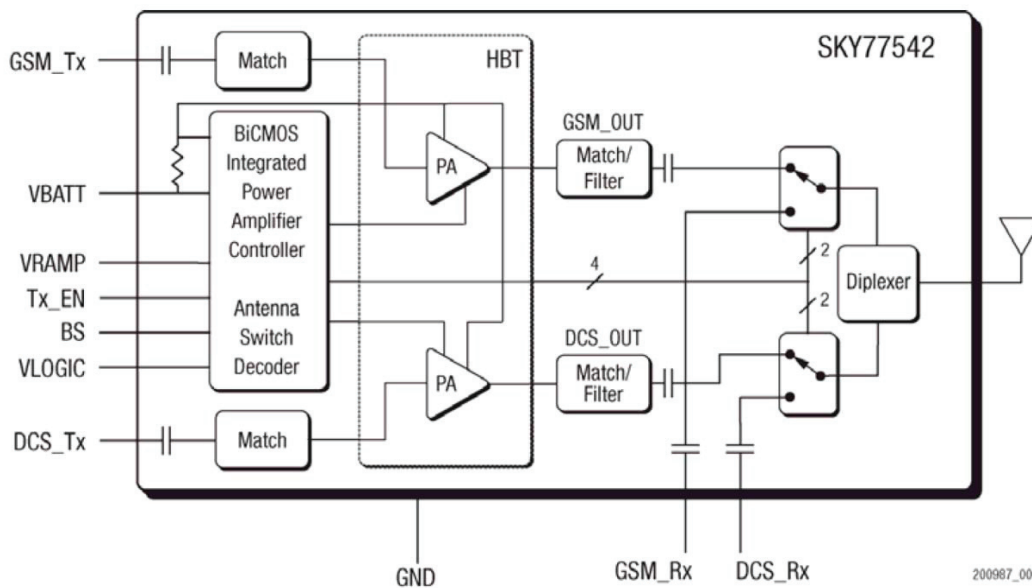 SKY77542
HBT
GSM_Tx
Match
BiCMOS
Integrated
Power
Amplifier
Controller
Antenna
Switch
Decoder
VBATT
VRAMP
Tx_EN
BS
VLOGIC
DCS_Tx
Match
PA
PA
GSM_OUT
Match/
Filter
4
2
2
Diplexer
DCS_OUT
Match/
Filter
GND
GSM_Rx
DCS_Rx
200987_00